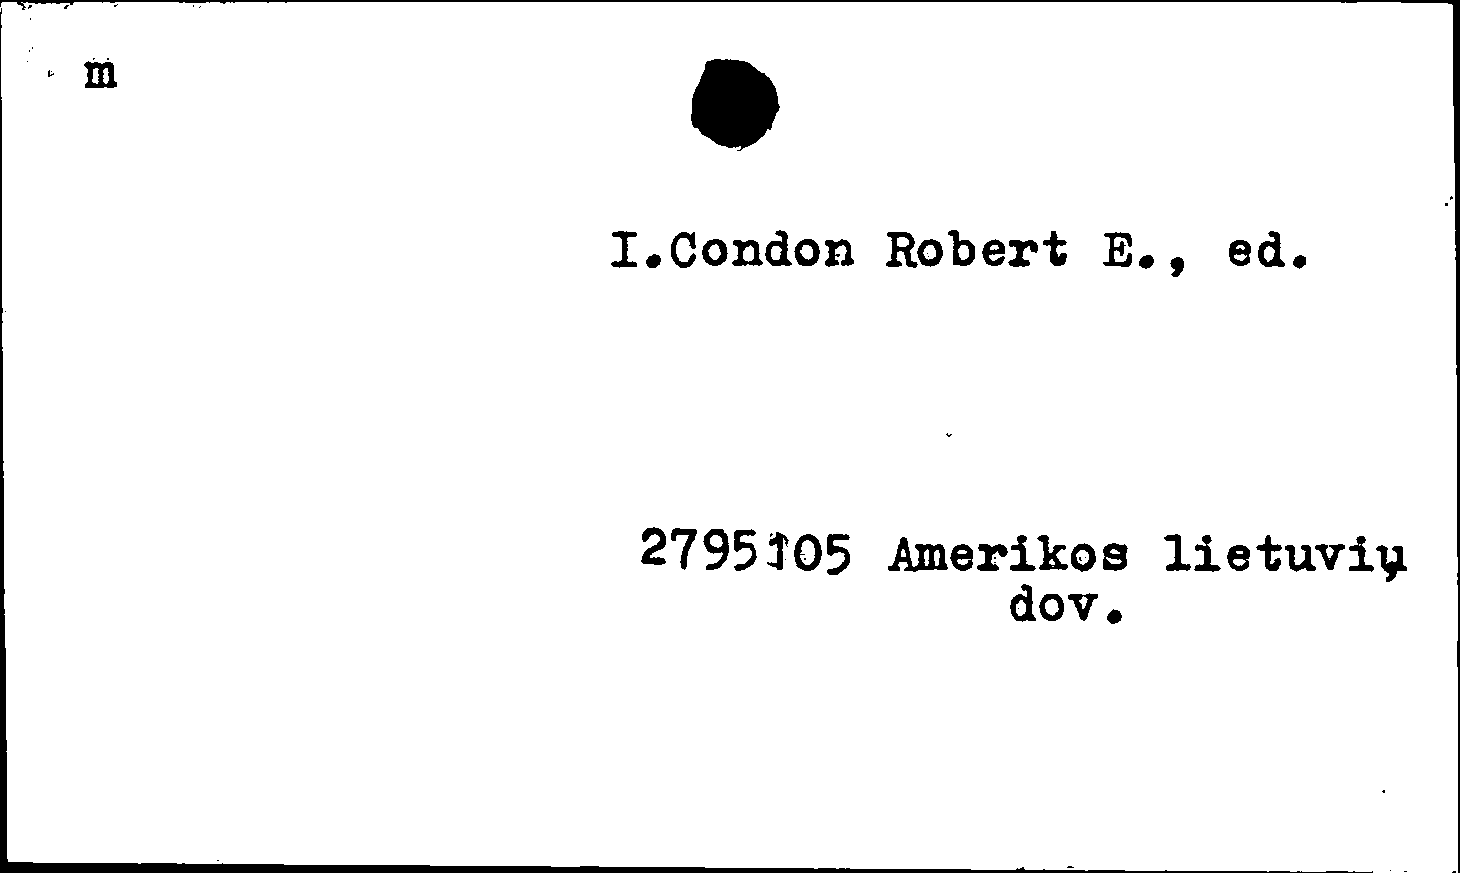 m
I.Condon Robert E., ed.
2795105 Amerikos lietuvių
dov.